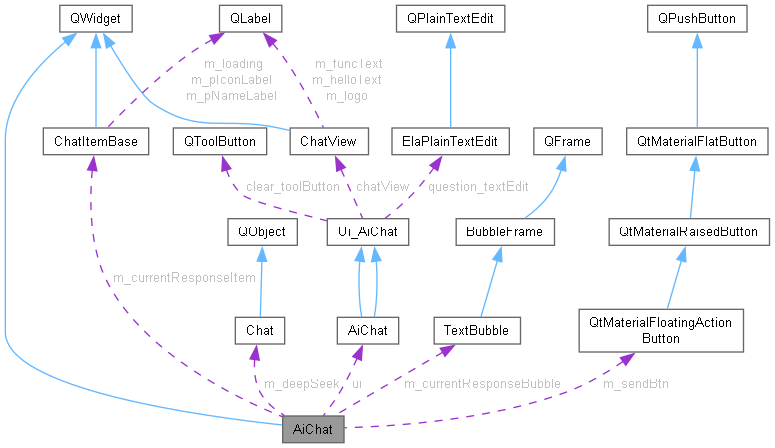 QWidget
QLabel
QPlainTextEdit
QPushButton
m_loading
m_pIconLabel
m_pNameLabel
m_funcText
m_helloText
m_logo
ChatItemBase
QToolButton
ChatView
ElaPlainTextEdit
QFrame
QtMaterialFlatButton
clear_toolButton
chatView
question_textEdit
QObject
Ui_AiChat
BubbleFrame
QtMaterialRaisedButton
m_currentResponseItem
Chat
AiChat
TextBubble
QtMaterialFloatingAction
Button
m_deepSeek
ui
m_currentResponseBubble
m_sendBtn
AiChat